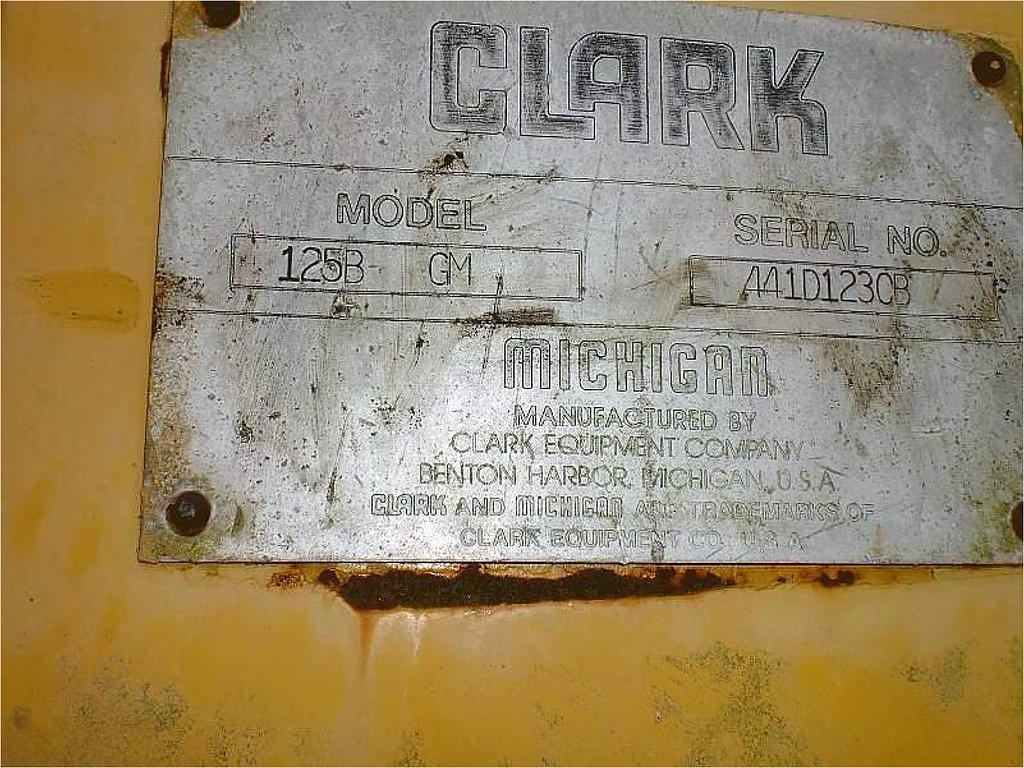 CLARK
MODEL SERIAL NO.
125B GM 441D1230B
MICHIGAN
MANUFACTURED BY
CLARK EQUIPMENT COMPANY
BENTON HARBOR, MICHIGAN, U.S.A.
CLARK AND MICHIGAN ARE TRADEMARKS OF
CLARK EQUIPMENT CO. U.S.A.